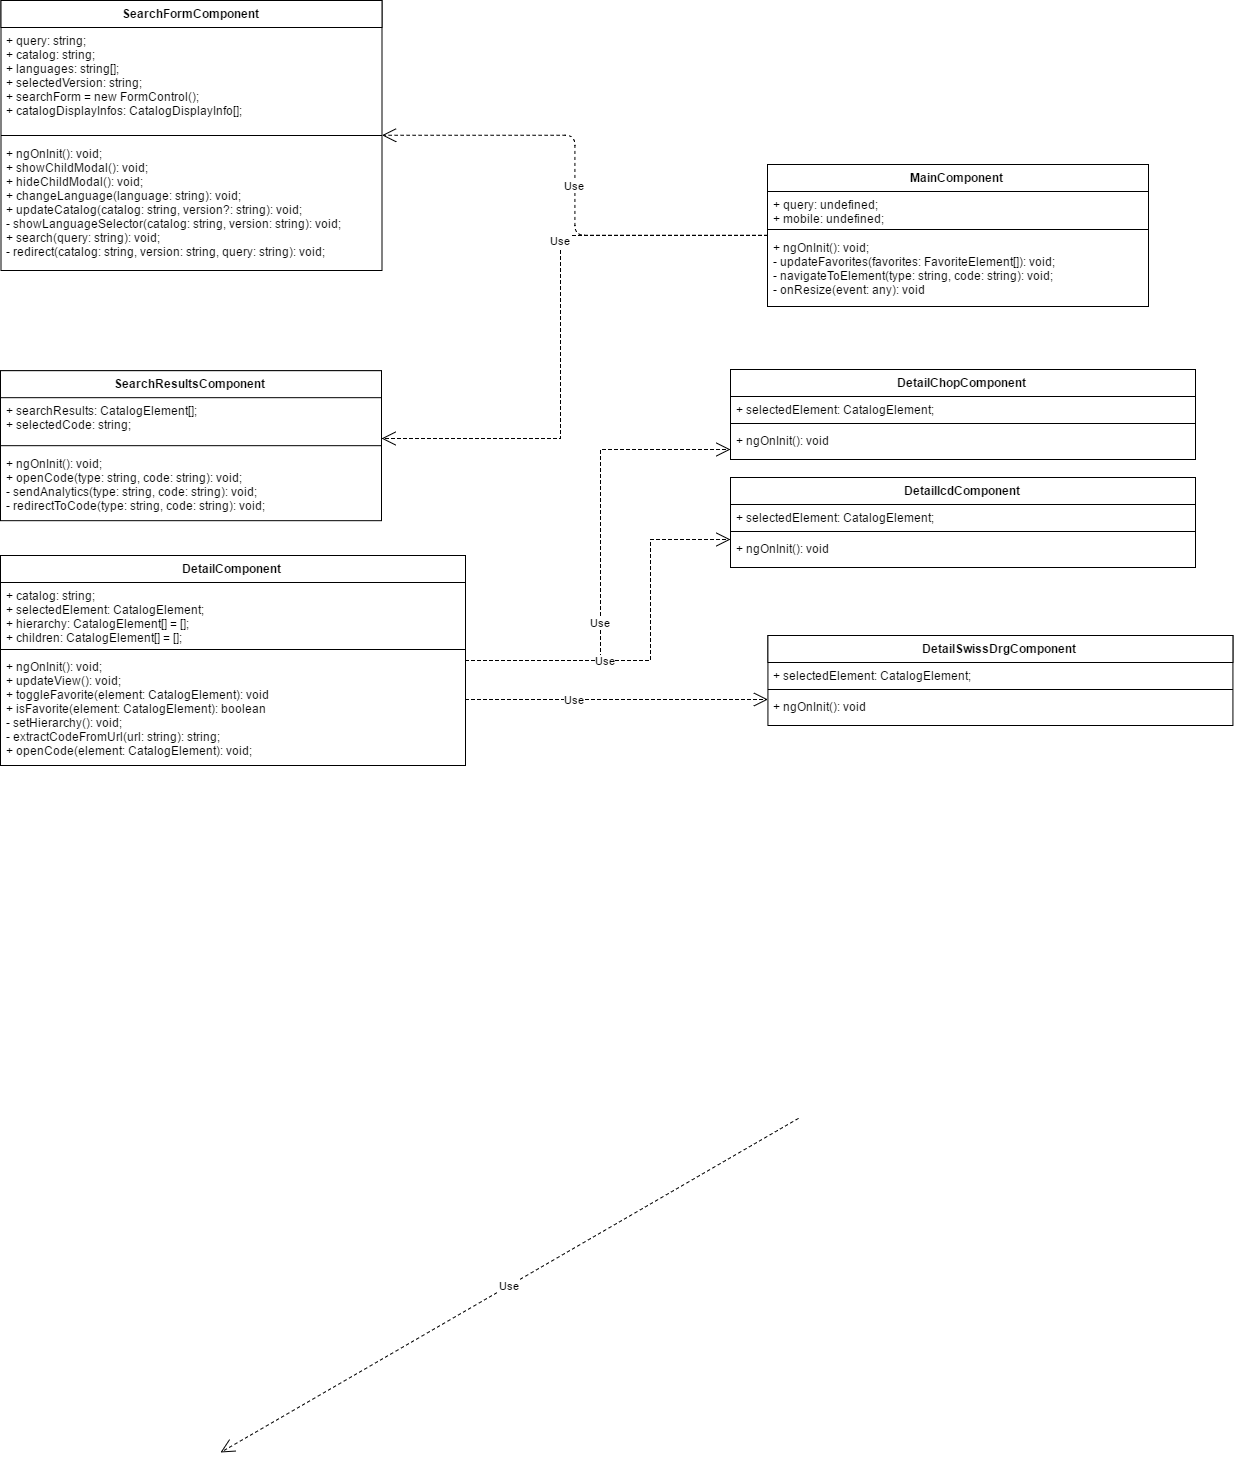 SearchFormComponent
+ query: string;
+ catalog: string;
+ languages: string[];
+ selectedVersion: string;
+ searchForm = new FormControl();
+ catalogDisplayInfos: CatalogDisplayInfo[];
+ ngOnInit(): void;
+ showChildModal(): void;
+ hideChildModal(): void;
+ changeLanguage(language: string): void;
+ updateCatalog(catalog: string, version?: string): void;
- showLanguageSelector(catalog: string, version: string): void;
+ search(query: string): void;
- redirect(catalog: string, version: string, query: string): void;
Use
Use
MainComponent
+ query: undefined;
+ mobile: undefined;
+ ngOnInit(): void;
- updateFavorites(favorites: FavoriteElement[]): void;
- navigateToElement(type: string, code: string): void;
- onResize(event: any): void
SearchResultsComponent
+ searchResults: CatalogElement[];
+ selectedCode: string;
+ ngOnInit(): void;
+ openCode(type: string, code: string): void;
- sendAnalytics(type: string, code: string): void;
- redirectToCode(type: string, code: string): void;
DetailChopComponent
+ selectedElement: CatalogElement;
+ ngOnInit(): void
DetailIcdComponent
+ selectedElement: CatalogElement;
+ ngOnInit(): void
DetailComponent
+ catalog: string;
+ selectedElement: CatalogElement;
+ hierarchy: CatalogElement[] = [];
+ children: CatalogElement[] = [];
+ ngOnInit(): void;
+ updateView(): void;
+ toggleFavorite(element: CatalogElement): void
+ isFavorite(element: CatalogElement): boolean
- setHierarchy(): void;
- extractCodeFromUrl(url: string): string;
+ openCode(element: CatalogElement): void;
Use
Use
Use
DetailSwissDrgComponent
+ selectedElement: CatalogElement;
+ ngOnInit(): void
Use